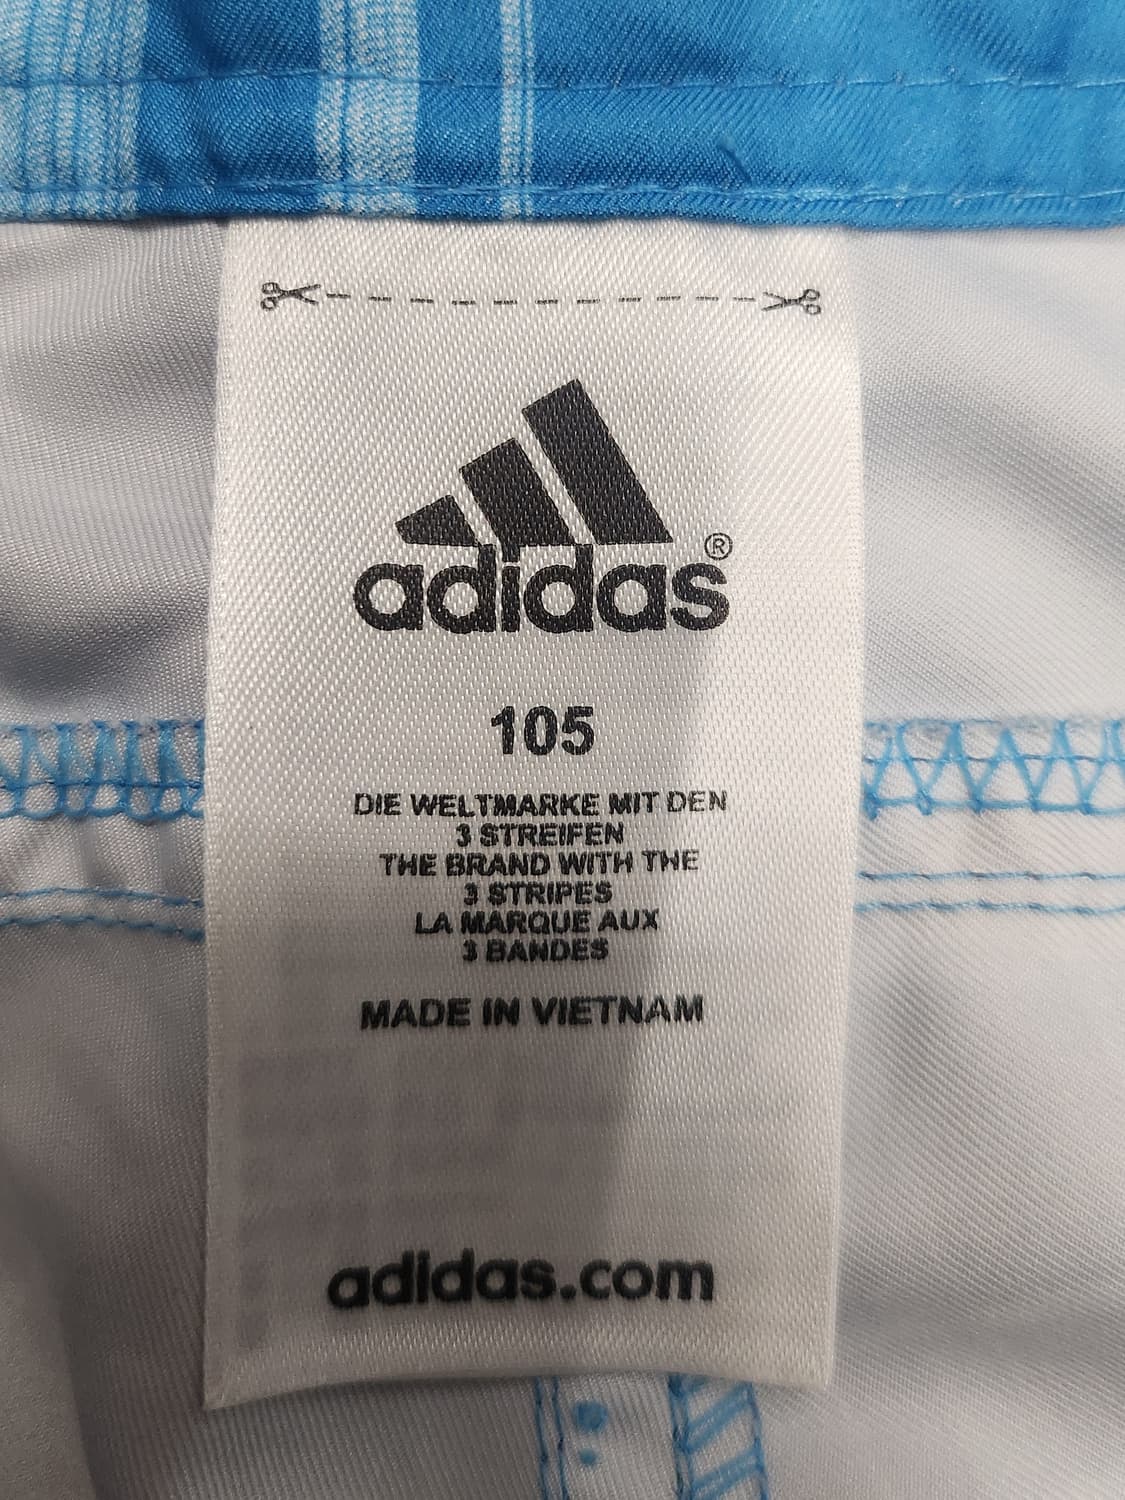 adidas®
105
DIE WELTMARKE MIT DEN
3 STREIFEN
THE BRAND WITH THE
3 STRIPES
LA MARQUE AUX
3 BANDES
MADE IN VIETNAM
adidas.com